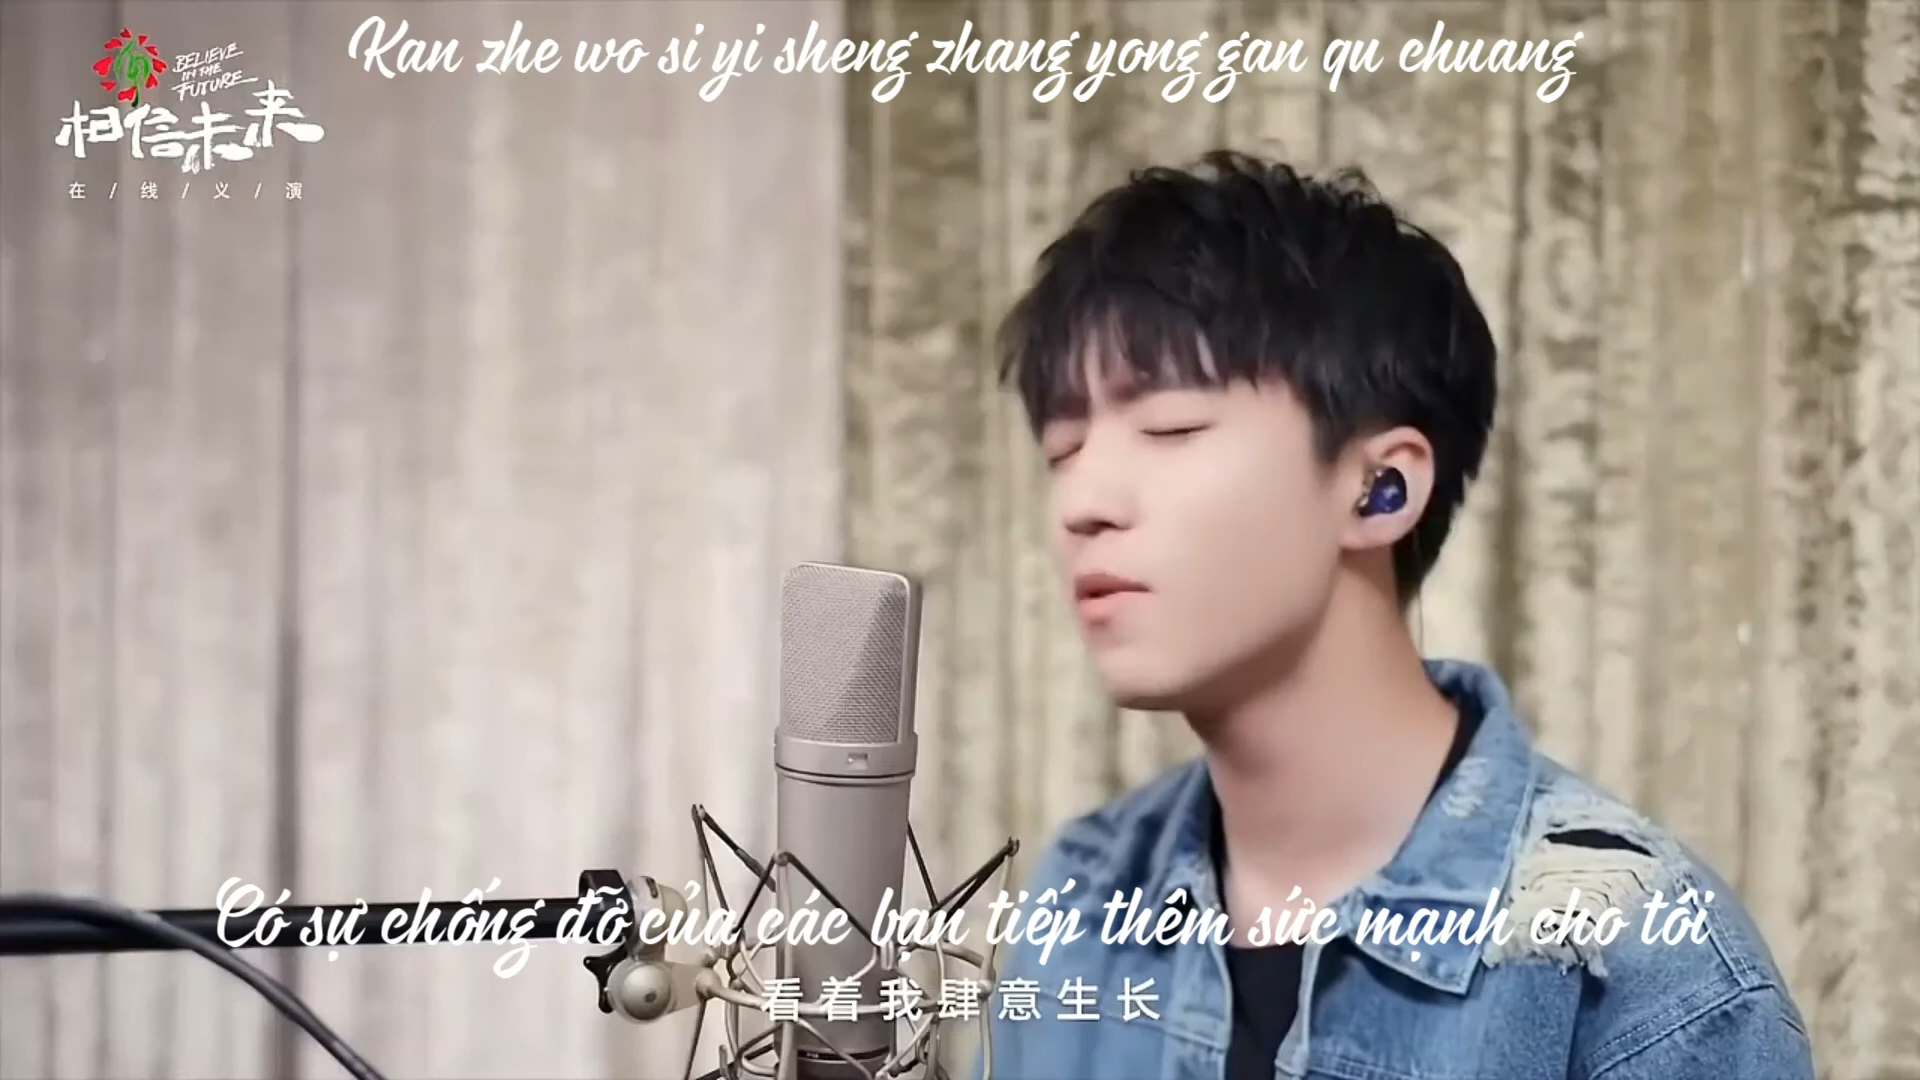 Kan zhe wo si yi sheng zhang yong gan qu chuang
BELIEVE
IN THE
FUTURE
相信未来
在/线/义/演
Có sự chống đỡ của các bạn tiếp thêm sức mạnh cho tôi
看着我肆意生长